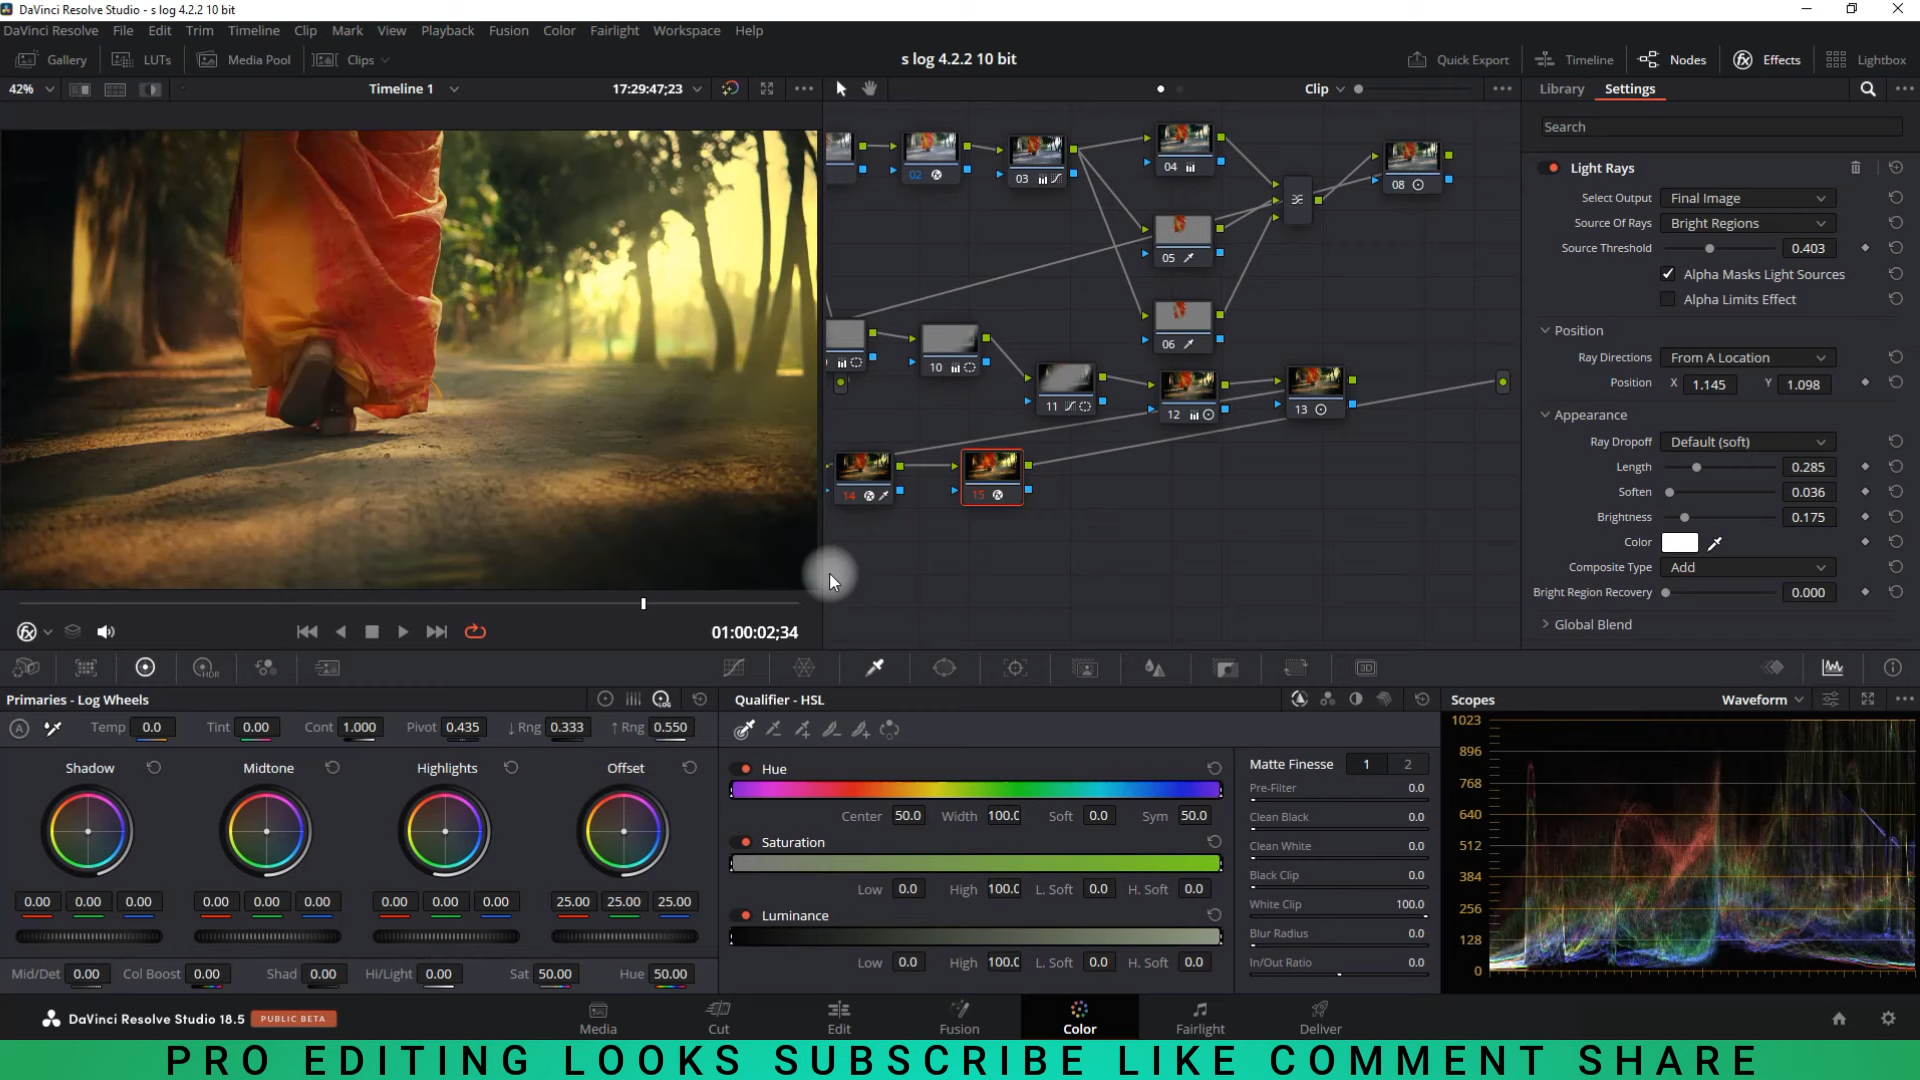 DaVinci Resolve Studio - s log 4.2.2 10 bit
DaVinci Resolve File Edit Trim Timeline Clip Mark View Playback Fusion Color Fairlight Workspace Help
Gallery LUTs Media Pool Clips s log 4.2.2 10 bit Quick Export Timeline Nodes Effects Lightbox
42% Timeline 1 17:29:47;23 Clip Library Settings
Search
Light Rays
Select Output Final Image
Source Of Rays Bright Regions
Source Threshold 0.403
Alpha Masks Light Sources
Alpha Limits Effect
Position
Ray Directions From A Location
Position X 1.145 Y 1.098
Appearance
Ray Dropoff Default (soft)
Length 0.285
Soften 0.036
Brightness 0.175
Color
Composite Type Add
Bright Region Recovery 0.000
Global Blend
02 03 04 08
05
06
10
11 12 13
14 15
01:00:02;34
HDR
3D
Primaries - Log Wheels
LOG
A Temp 0.0 Tint 0.00 Cont 1.000 Pivot 0.435 ↓ Rng 0.333 ↑ Rng 0.550
Shadow Midtone Highlights Offset
0.00 0.00 0.00 0.00 0.00 0.00 0.00 0.00 0.00 25.00 25.00 25.00
Mid/Det 0.00 Col Boost 0.00 Shad 0.00 Hi/Light 0.00 Sat 50.00 Hue 50.00
Qualifier - HSL
Hue
Center 50.0 Width 100.0 Soft 0.0 Sym 50.0
Saturation
Low 0.0 High 100.0 L. Soft 0.0 H. Soft 0.0
Luminance
Low 0.0 High 100.0 L. Soft 0.0 H. Soft 0.0
Matte Finesse 1 2
Pre-Filter 0.0
Clean Black 0.0
Clean White 0.0
Black Clip 0.0
White Clip 100.0
Blur Radius 0.0
In/Out Ratio 0.0
Scopes Waveform
1023
896
768
640
512
384
256
128
0
DaVinci Resolve Studio 18.5 PUBLIC BETA
Media Cut Edit Fusion Color Fairlight Deliver
PRO EDITING LOOKS SUBSCRIBE LIKE COMMENT SHARE